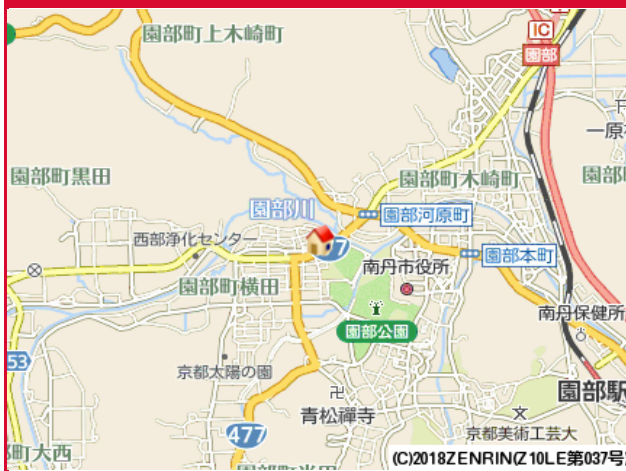 園部町上木崎町
IC
園部
一原
園部町黒田
園部町木崎町
園部
園部川
園部河原町
西部浄化センター
7
園部本町
南丹市役所
園部町横田
園部公園
南丹保健所
53
京都太陽の園
園部駅
青松禅寺
477
京都美術工芸大
町大西
(C)2018ZENRIN(Z10LE第037号